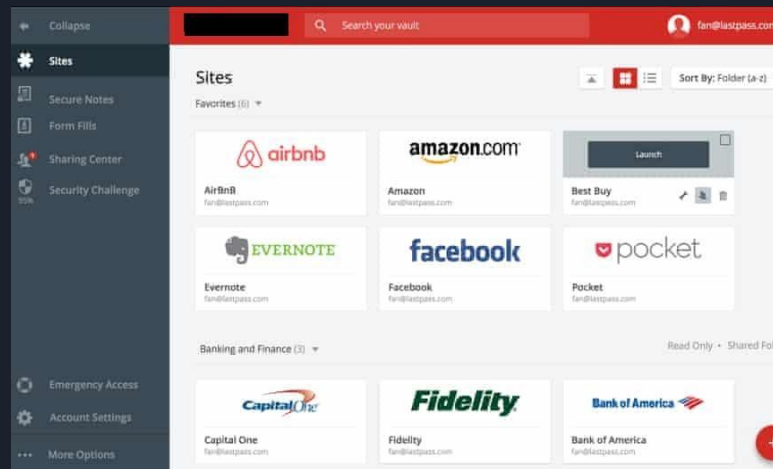 Collapse
Search your vault
fan@lastpass.com
Sites
Sites
Sort By: Folder (a-z)
Secure Notes
Favorites (6)
Form Fills
airbnb
amazon.com
Launch
Sharing Center
Security Challenge
95%
AirBnB
Amazon
Best Buy
fan@lastpass.com
fan@lastpass.com
fan@lastpass.com
EVERNOTE
facebook
pocket
Evernote
Facebook
Pocket
fan@lastpass.com
fan@lastpass.com
fan@lastpass.com
Banking and Finance (3)
Read Only • Shared Fol
Emergency Access
Capital One
Fidelity
Bank of America
Account Settings
Capital One
Fidelity
Bank of America
fan@lastpass.com
fan@lastpass.com
fan@lastpass.com
More Options